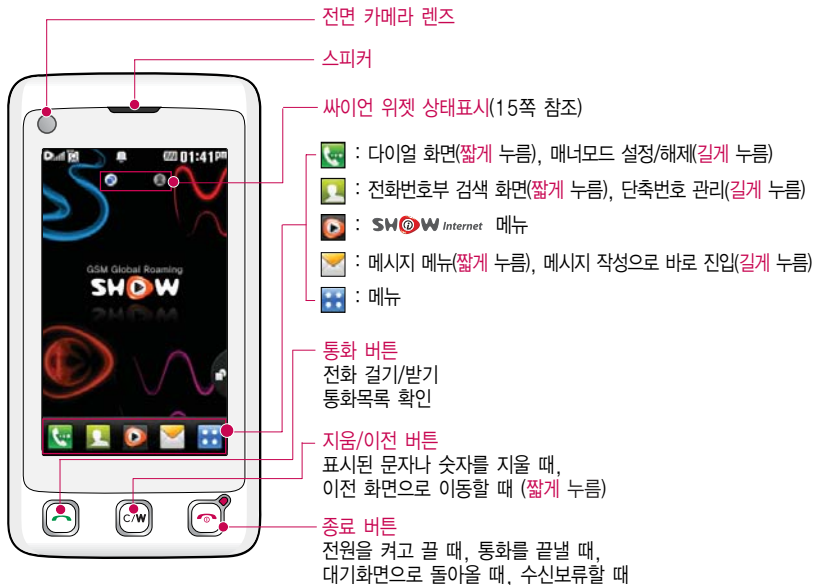 전면 카메라 렌즈
스피커
싸이언 위젯 상태표시(15쪽 참조)
01:41PM
: 다이얼 화면(짧게 누름), 매너모드 설정/해제(길게 누름)
: 전화번호부 검색 화면(짧게 누름), 단축번호 관리(길게 누름)
: SHOW Internet 메뉴
: 메시지 메뉴(짧게 누름), 메시지 작성으로 바로 진입(길게 누름)
: 메뉴
GSM Global Roaming
SHOW
통화 버튼
전화 걸기/받기
통화목록 확인
지움/이전 버튼
표시된 문자나 숫자를 지울 때,
이전 화면으로 이동할 때 (짧게 누름)
C/W
종료 버튼
전원을 켜고 끌 때, 통화를 끝낼 때,
대기화면으로 돌아올 때, 수신보류할 때